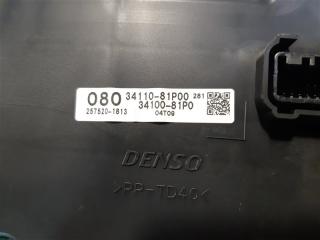 080 34110-81P00 281
34100-81P0
257520-1813 04T09
DENSO
>PP-TD40<